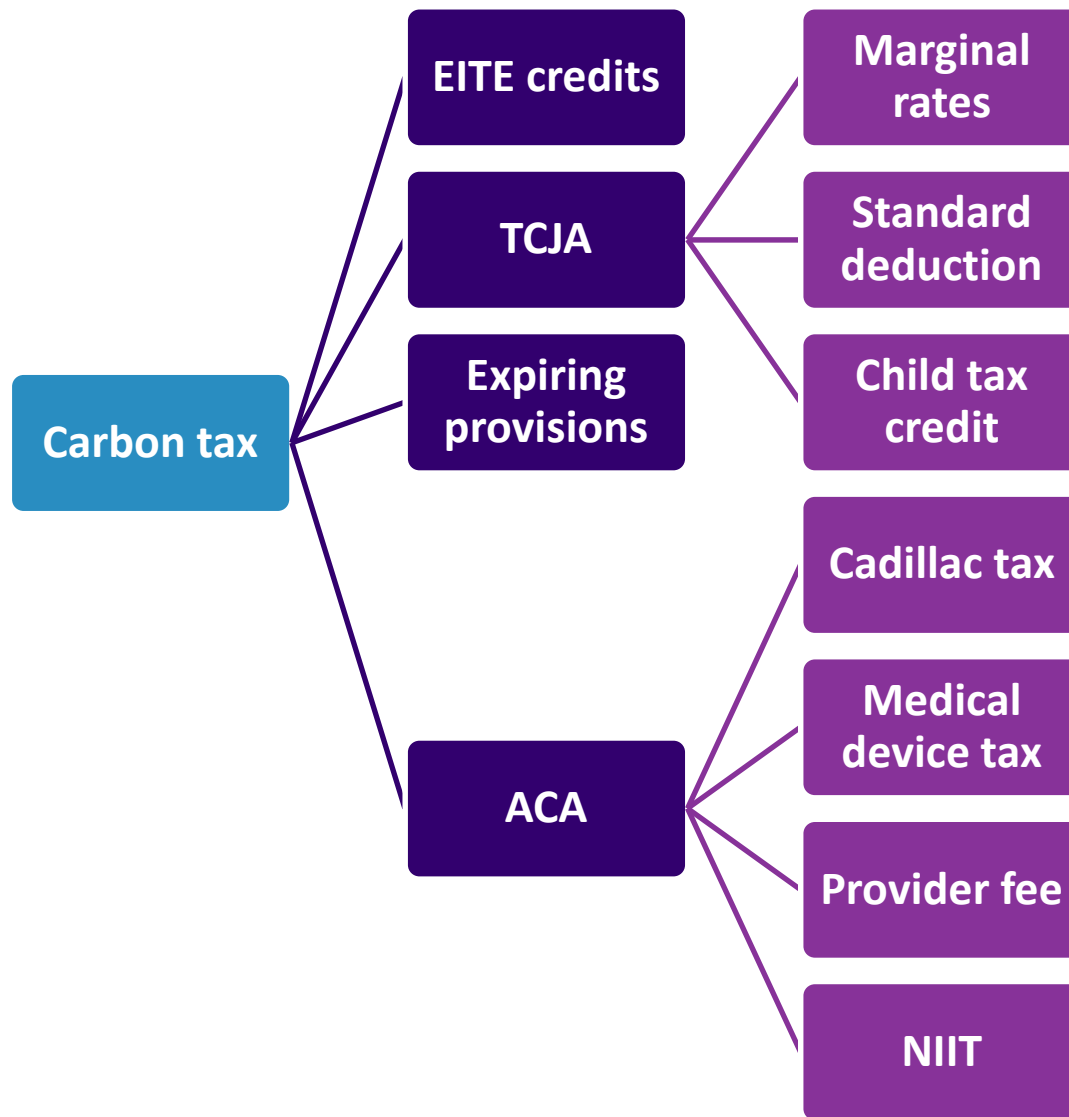 Carbon tax
EITE credits
TCJA
Expiring
provisions
ACA
Marginal
rates
Standard
deduction
Child tax
credit
Cadillac tax
Medical
device tax
Provider fee
NIIT